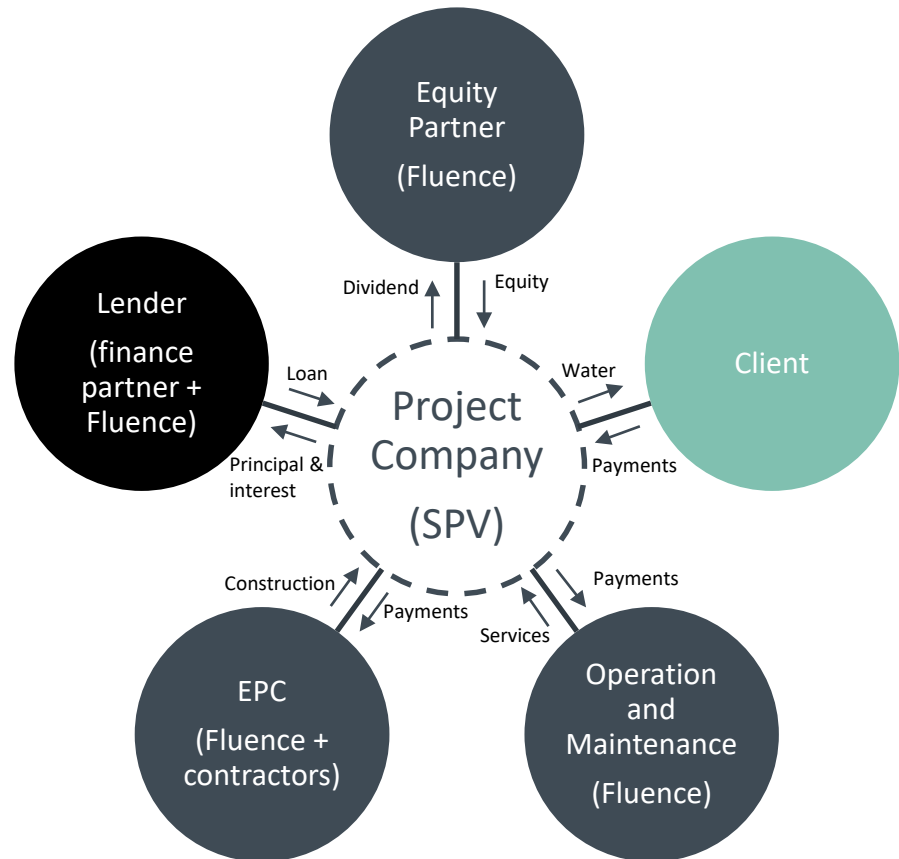 Equity
Partner
(Fluence)
Dividend
Equity
Lender
(finance
partner +
Fluence)
Loan
Principal &
interest
Water
Client
Payments
Project
Company
(SPV)
Construction
Payments
EPC
(Fluence +
contractors)
Payments
Services
Operation
and
Maintenance
(Fluence)